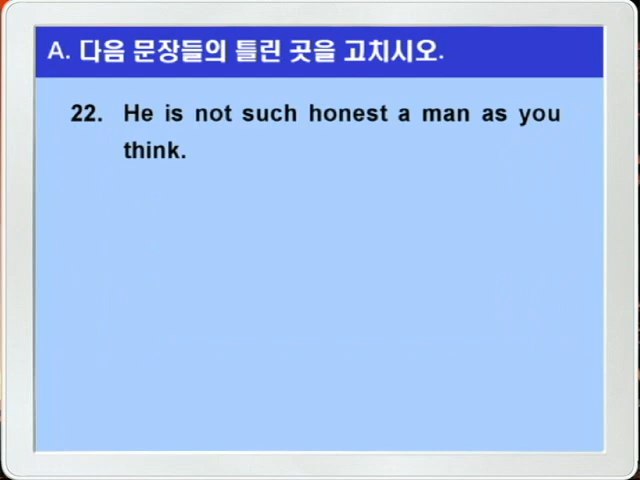 A. 다음 문장들의 틀린 곳을 고치시오.
22. He is not such honest a man as you
think.